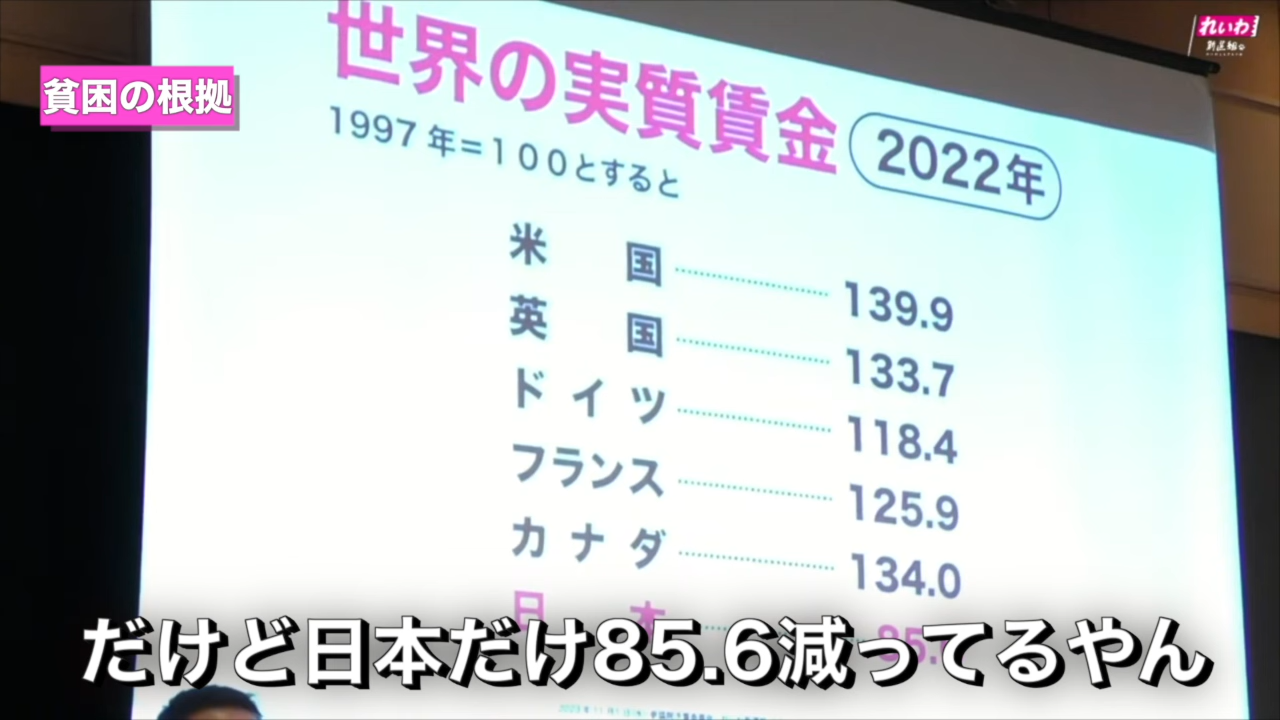 れいわ
新選組
貧困の根拠
世界の実質賃金
2022年
1997年=100とすると
米国 139.9
英国 133.7
ドイツ 118.4
フランス 125.9
カナダ 134.0
日本 85.
だけど日本だけ85.6減ってるやん